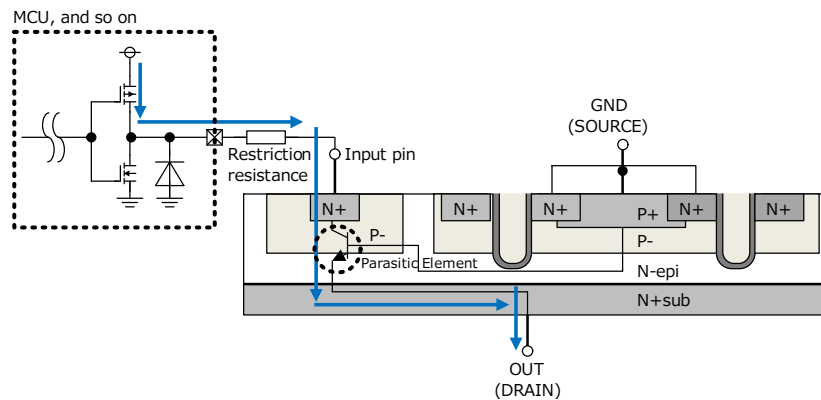 MCU, and so on
GND
(SOURCE)
Restriction
resistance
Input pin
N+
N+
N+
P+
N+
N+
P-
P-
Parasitic Element
N-epi
N+sub
OUT
(DRAIN)